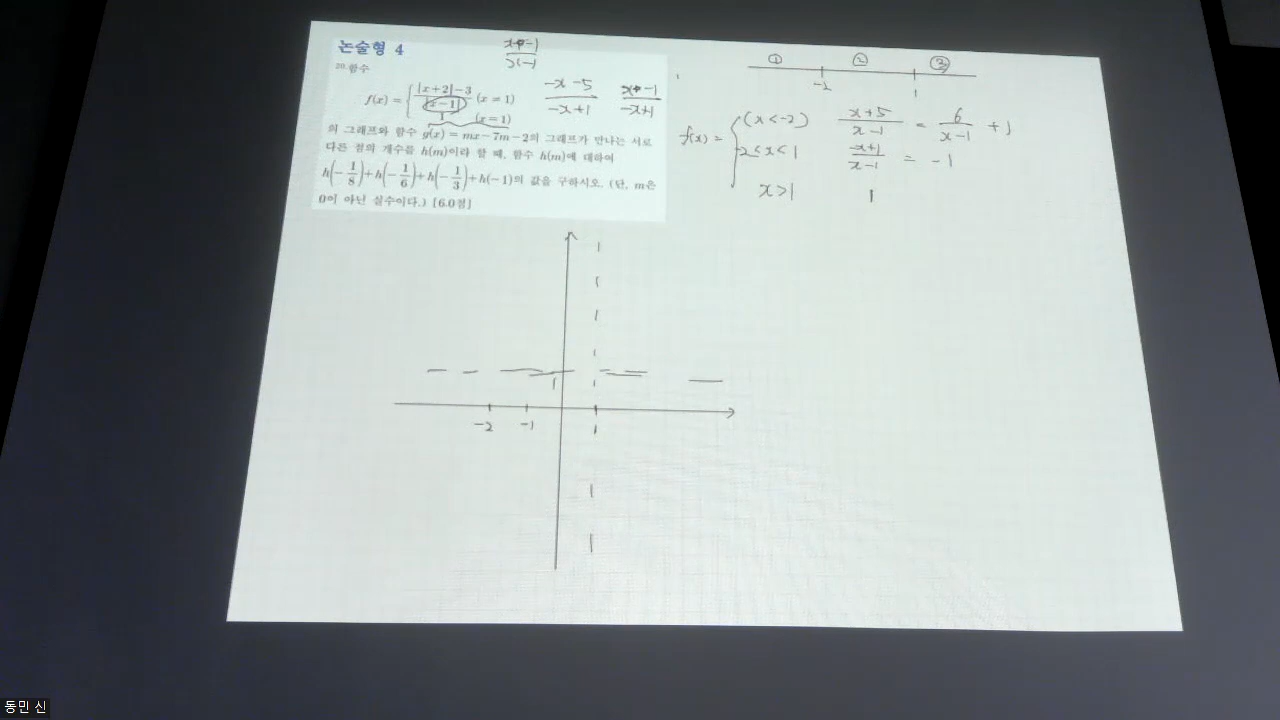 논술형 4
20. 함수
f(x) = { |x+2|-3 / |x-1| (x = 1)
1 (x = 1)
의 그래프와 함수 g(x) = mx-7m-2의 그래프가 만나는 서로
다른 점의 개수를 h(m)이라 할 때, 함수 h(m)에 대하여
h(-1/8)+h(-1/6)+h(-1/3)+h(-1)의 값을 구하시오. (단, m은
0이 아닌 실수이다.) [6.0점]
x-1 / x-1
-x-5 / -x+1
x-1 / -x+1
① ② ③
-2 1
f(x) = { (x<-2) x+5 / x-1 = 6 / x-1 + 1
-2≤x<1 -x+1 / x-1 = -1
x>1 1
1
-2 -1
동민 신